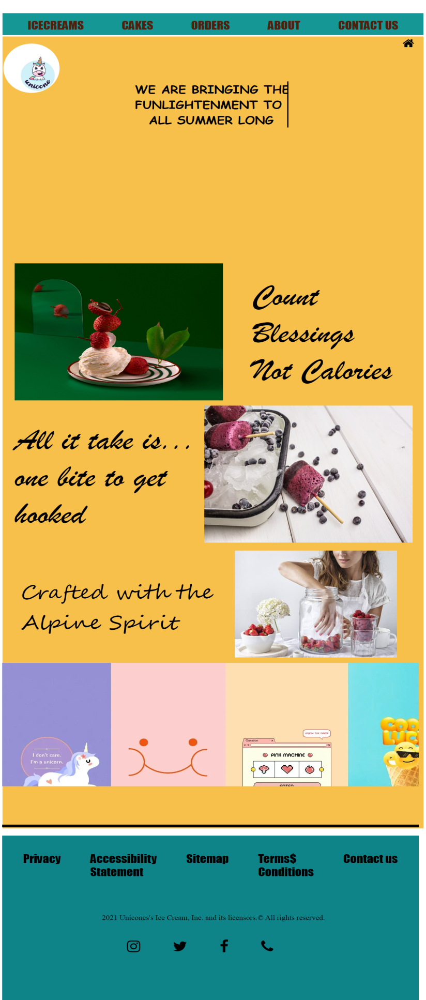 ICECREAMS CAKES ORDERS ABOUT CONTACT US
unicone
WE ARE BRINGING THE
FUNLIGHTENMENT TO
ALL SUMMER LONG
Count
Blessings
Not Calories
All it take is...
one bite to get
hooked
Crafted with the
Alpine Spirit
I don't care.
I'm a unicorn.
ENJOY THE GAME
Question x
PINK MACHINE
ENTER
GOOD
LUCK
Privacy Accessibility Sitemap Terms$ Contact us
Statement Conditions
2021 Unicones's Ice Cream, Inc. and its licensors.© All rights reserved.